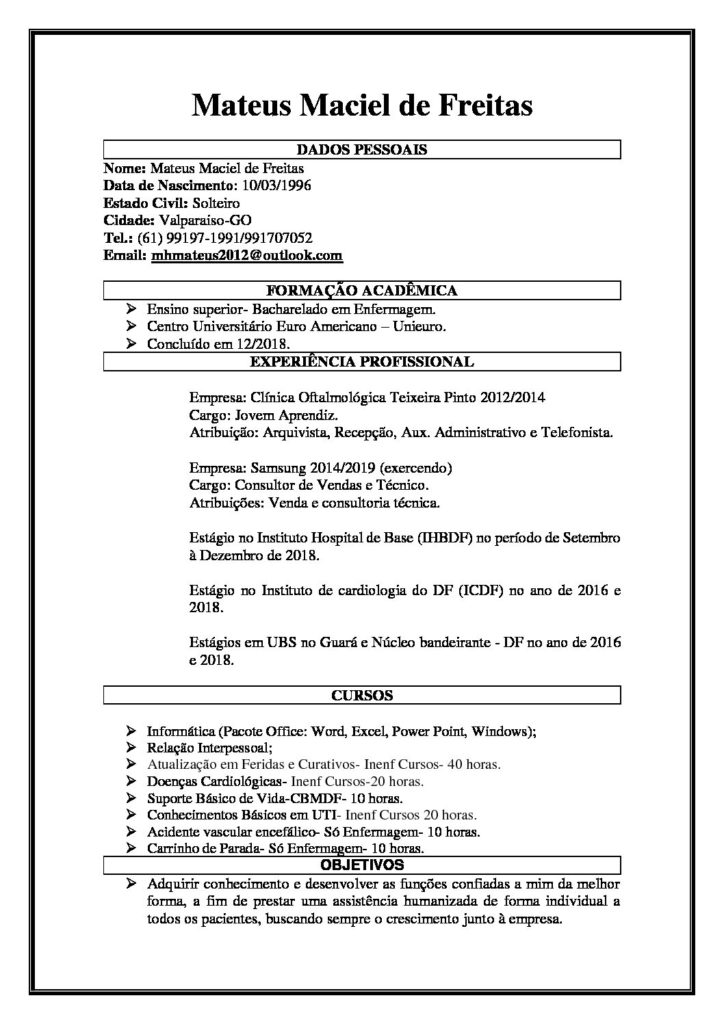 Mateus Maciel de Freitas
DADOS PESSOAIS
Nome: Mateus Maciel de Freitas
Data de Nascimento: 10/03/1996
Estado Civil: Solteiro
Cidade: Valparaíso-GO
Tel.: (61) 99197-1991/991707052
Email: mhmateus2012@outlook.com
FORMAÇÃO ACADÊMICA
➢ Ensino superior- Bacharelado em Enfermagem.
➢ Centro Universitário Euro Americano – Unieuro.
➢ Concluído em 12/2018.
EXPERIÊNCIA PROFISSIONAL
Empresa: Clínica Oftalmológica Teixeira Pinto 2012/2014
Cargo: Jovem Aprendiz.
Atribuição: Arquivista, Recepção, Aux. Administrativo e Telefonista.
Empresa: Samsung 2014/2019 (exercendo)
Cargo: Consultor de Vendas e Técnico.
Atribuições: Venda e consultoria técnica.
Estágio no Instituto Hospital de Base (IHBDF) no período de Setembro
à Dezembro de 2018.
Estágio no Instituto de cardiologia do DF (ICDF) no ano de 2016 e
2018.
Estágios em UBS no Guará e Núcleo bandeirante - DF no ano de 2016
e 2018.
CURSOS
➢ Informática (Pacote Office: Word, Excel, Power Point, Windows);
➢ Relação Interpessoal;
➢ Atualização em Feridas e Curativos- Inenf Cursos- 40 horas.
➢ Doenças Cardiológicas- Inenf Cursos-20 horas.
➢ Suporte Básico de Vida-CBMDF- 10 horas.
➢ Conhecimentos Básicos em UTI- Inenf Cursos 20 horas.
➢ Acidente vascular encefálico- Só Enfermagem- 10 horas.
➢ Carrinho de Parada- Só Enfermagem- 10 horas.
OBJETIVOS
➢ Adquirir conhecimento e desenvolver as funções confiadas a mim da melhor
forma, a fim de prestar uma assistência humanizada de forma individual a
todos os pacientes, buscando sempre o crescimento junto à empresa.